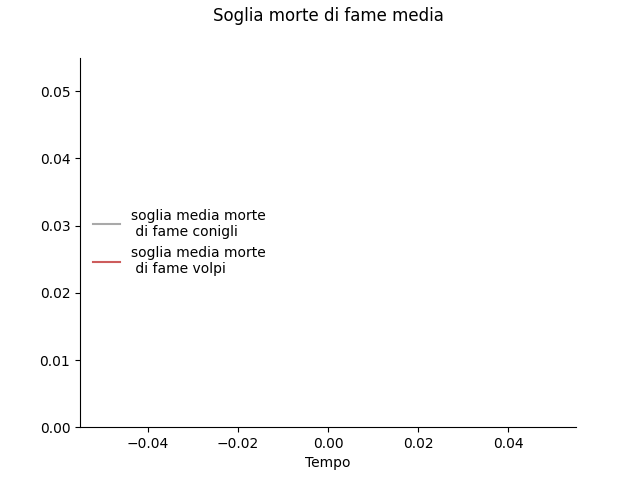 Soglia morte di fame media
0.05
0.04
0.03
0.02
0.01
0.00
soglia media morte
di fame conigli
soglia media morte
di fame volpi
−0.04
−0.02
0.00
0.02
0.04
Tempo